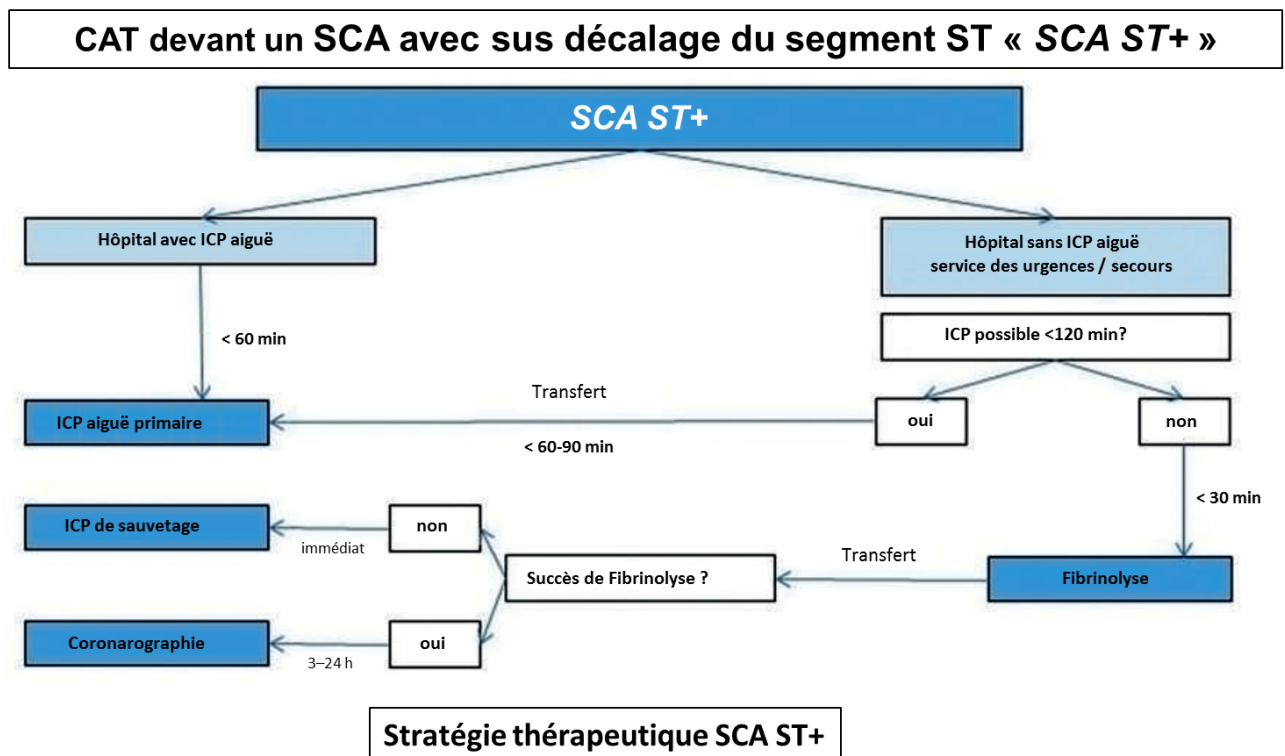 CAT devant un SCA avec sus décalage du segment ST « SCA ST+ »
SCA ST+
Hôpital avec ICP aiguë
Hôpital sans ICP aiguë
service des urgences / secours
< 60 min
ICP possible <120 min?
Transfert
ICP aiguë primaire
oui
non
< 60-90 min
< 30 min
ICP de sauvetage
non
immédiat
Transfert
Succès de Fibrinolyse ?
Fibrinolyse
Coronarographie
oui
3–24 h
Stratégie thérapeutique SCA ST+